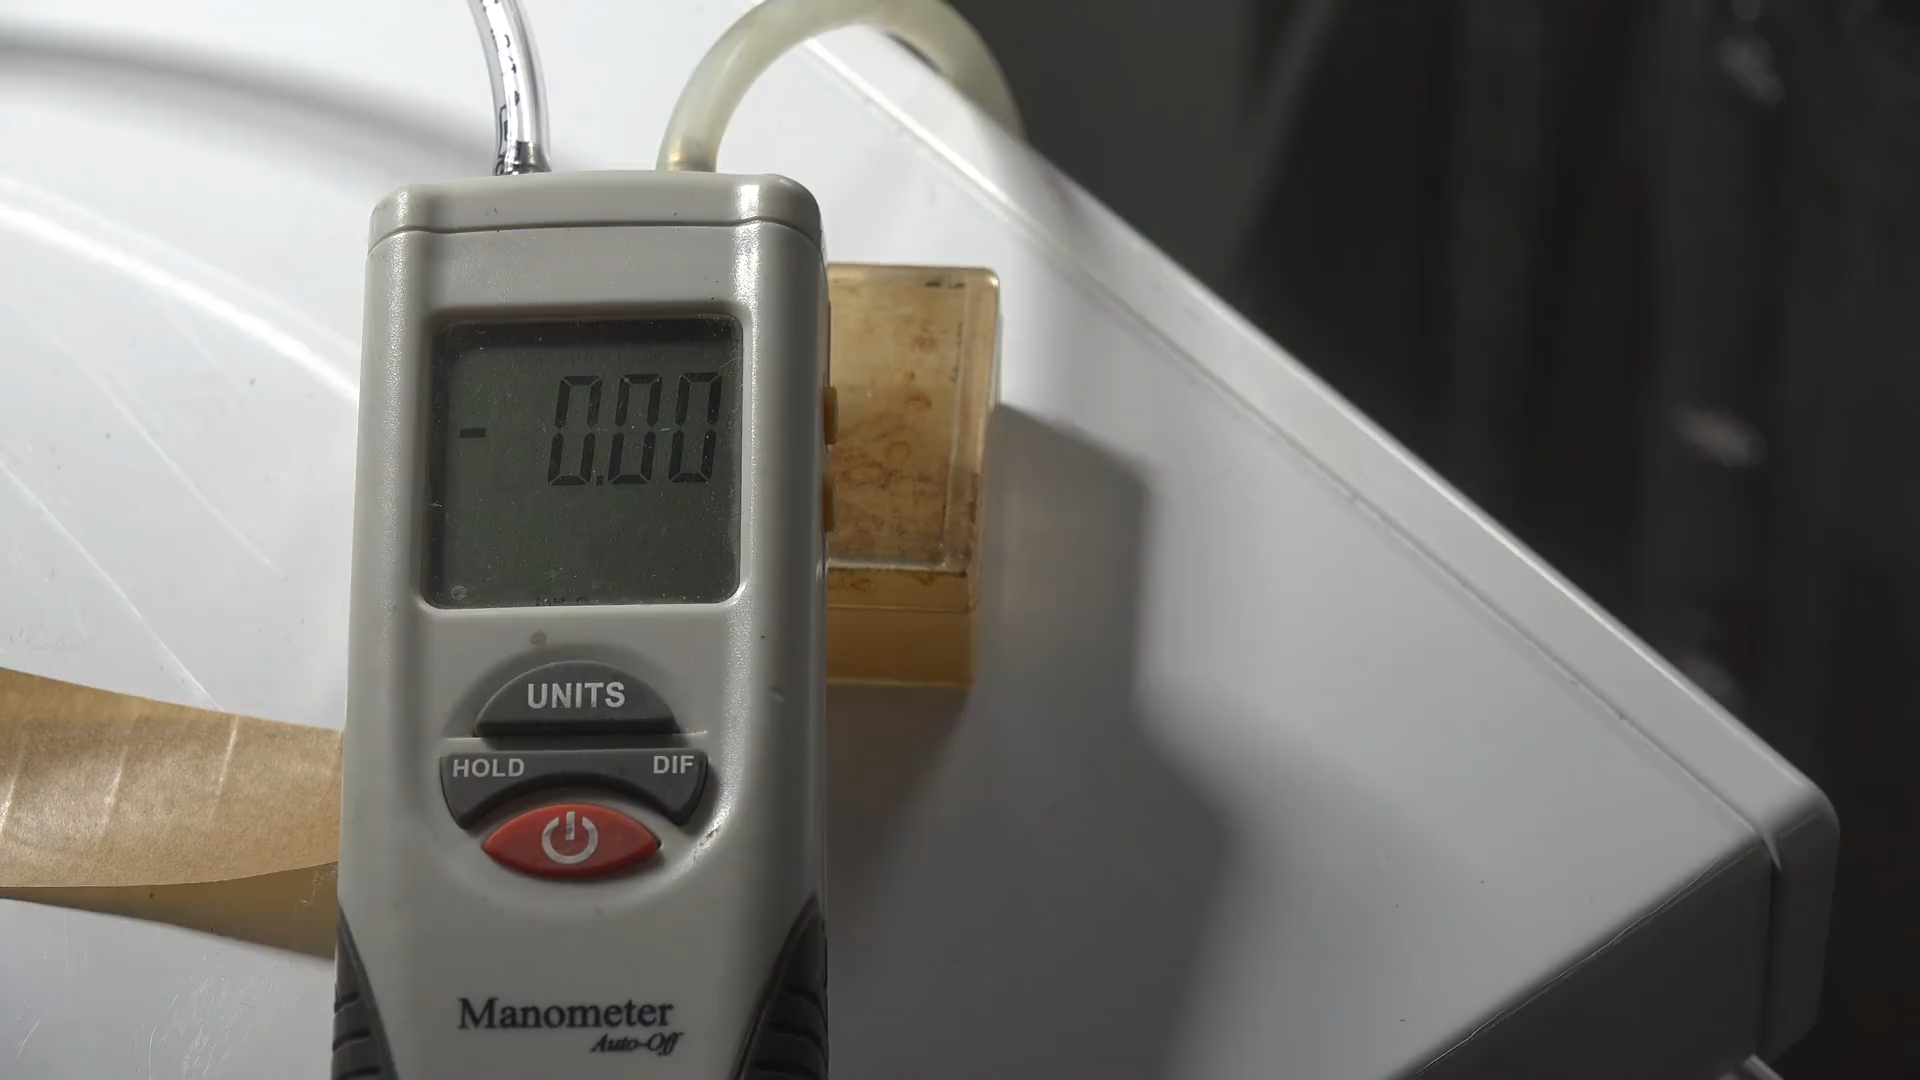 - 0.00
UNITS
HOLD DIF
Manometer
Auto-Off